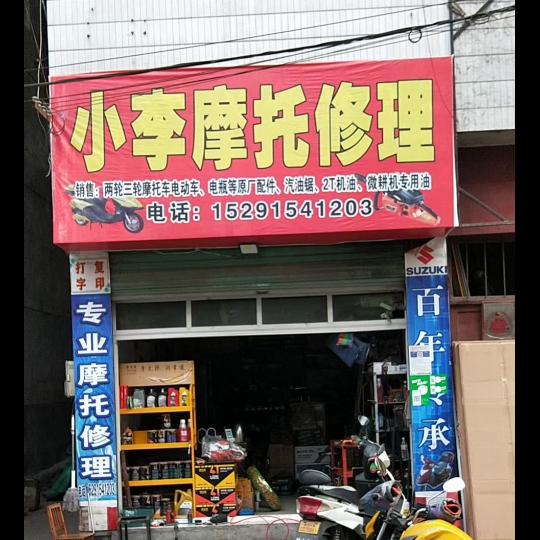 小李摩托修理
销售：两轮三轮摩托车电动车、电瓶等原厂配件、汽油锯、2T机油、微耕机专用油
电话：15291541203
打复
字印
专业摩托修理
SUZUKI
百年传承